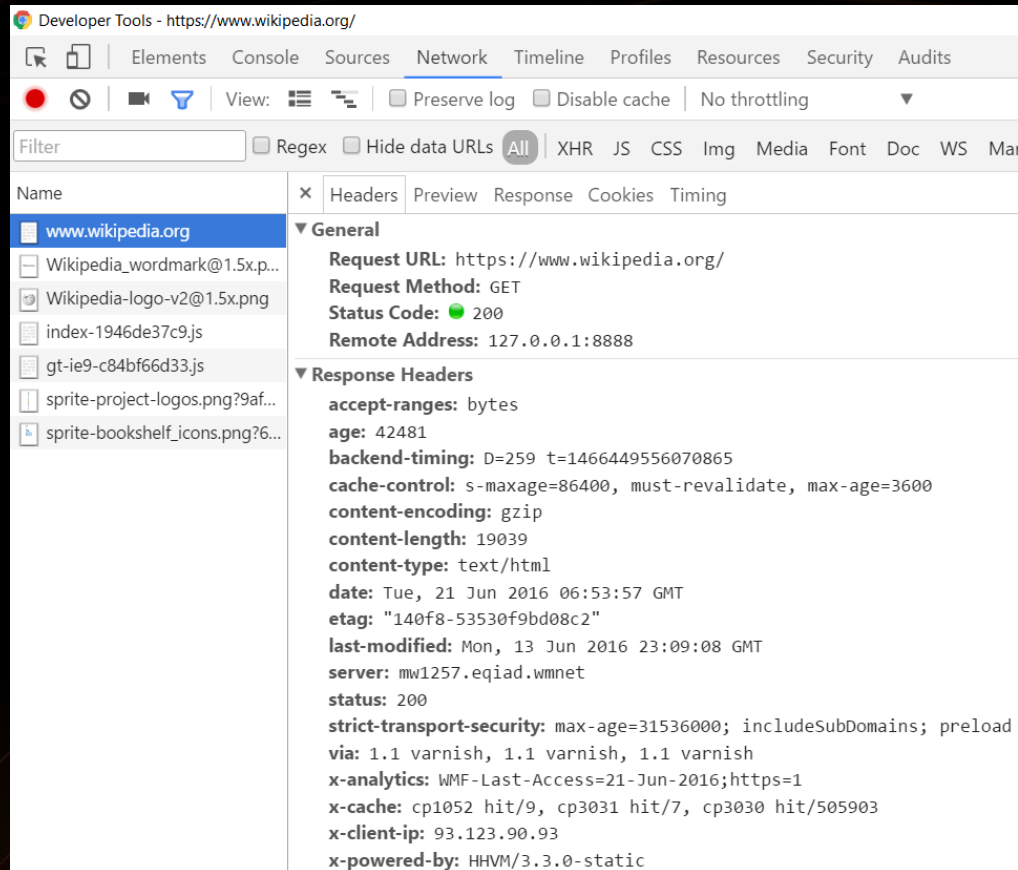 Developer Tools - https://www.wikipedia.org/
Elements Console Sources Network Timeline Profiles Resources Security Audits
View: Preserve log Disable cache No throttling
Filter Regex Hide data URLs All XHR JS CSS Img Media Font Doc WS Man
Name
www.wikipedia.org
Wikipedia_wordmark@1.5x.p...
Wikipedia-logo-v2@1.5x.png
index-1946de37c9.js
gt-ie9-c84bf66d33.js
sprite-project-logos.png?9af...
sprite-bookshelf_icons.png?6...
× Headers Preview Response Cookies Timing
General
Request URL: https://www.wikipedia.org/
Request Method: GET
Status Code: 200
Remote Address: 127.0.0.1:8888
Response Headers
accept-ranges: bytes
age: 42481
backend-timing: D=259 t=1466449556070865
cache-control: s-maxage=86400, must-revalidate, max-age=3600
content-encoding: gzip
content-length: 19039
content-type: text/html
date: Tue, 21 Jun 2016 06:53:57 GMT
etag: "140f8-53530f9bd08c2"
last-modified: Mon, 13 Jun 2016 23:09:08 GMT
server: mw1257.eqiad.wmnet
status: 200
strict-transport-security: max-age=31536000; includeSubDomains; preload
via: 1.1 varnish, 1.1 varnish, 1.1 varnish
x-analytics: WMF-Last-Access=21-Jun-2016;https=1
x-cache: cp1052 hit/9, cp3031 hit/7, cp3030 hit/505903
x-client-ip: 93.123.90.93
x-powered-by: HHVM/3.3.0-static